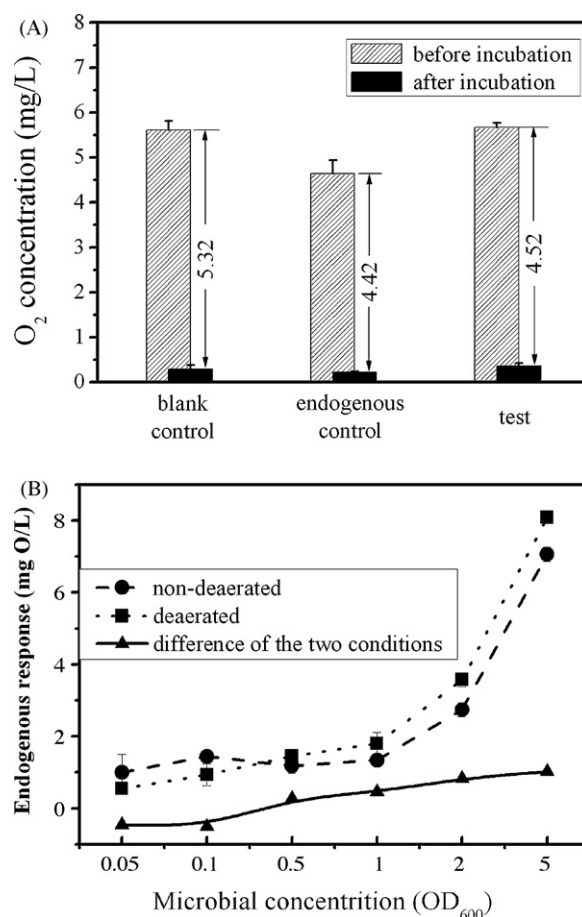 (A)
8
7
6
5
4
3
2
1
0
O₂ concentration (mg/L)
before incubation
after incubation
5.32
4.42
4.52
blank control
endogenous control
test
(B)
8
6
4
2
0
Endogenous response (mg O/L)
non-deaerated
deaerated
difference of the two conditions
0.05 0.1 0.5 1 2 5
Microbial concentrition (OD₆₀₀)